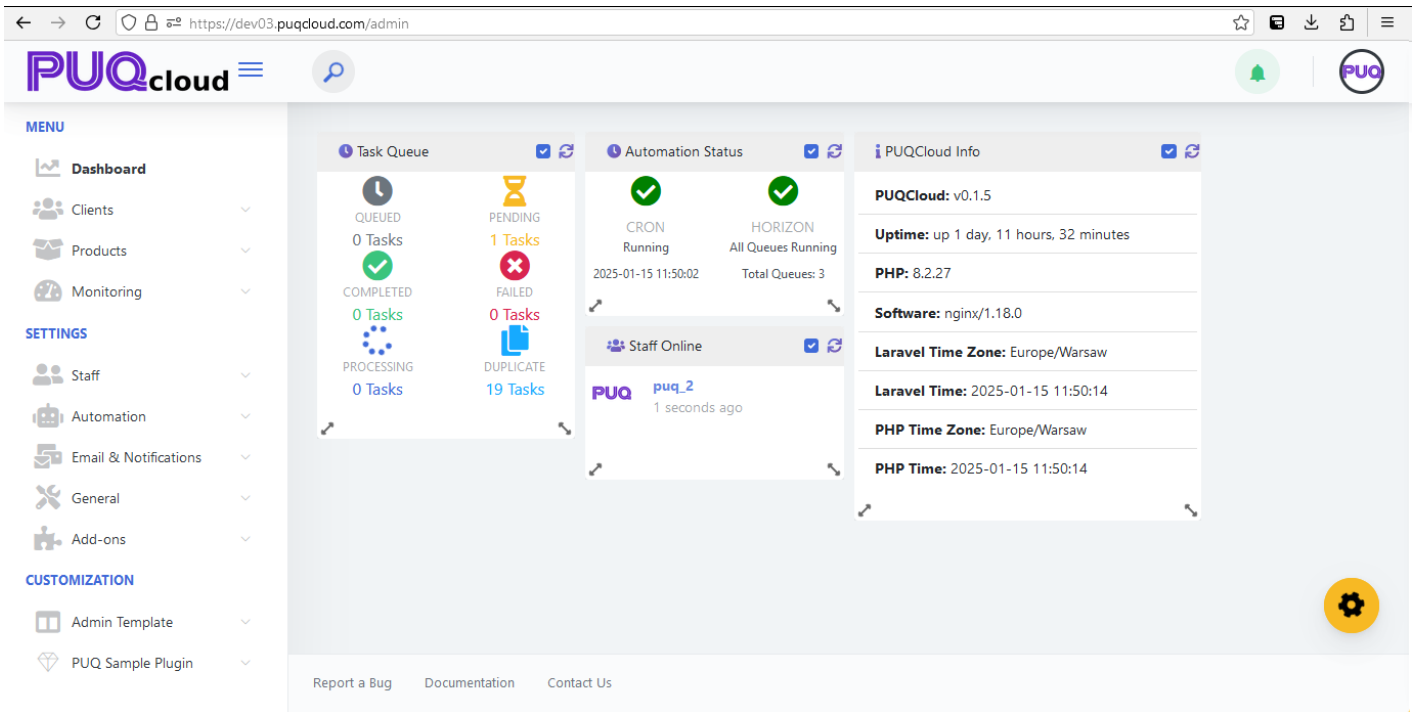 https://dev03.puqcloud.com/admin
PUQcloud
PUQ
MENU
Dashboard
Clients
Products
Monitoring
SETTINGS
Staff
Automation
Email & Notifications
General
Add-ons
CUSTOMIZATION
Admin Template
PUQ Sample Plugin
Task Queue
QUEUED
PENDING
0 Tasks
1 Tasks
COMPLETED
FAILED
0 Tasks
0 Tasks
PROCESSING
DUPLICATE
0 Tasks
19 Tasks
Automation Status
CRON
HORIZON
Running
All Queues Running
2025-01-15 11:50:02
Total Queues: 3
Staff Online
PUQ
puq_2
1 seconds ago
PUQCloud Info
PUQCloud: v0.1.5
Uptime: up 1 day, 11 hours, 32 minutes
PHP: 8.2.27
Software: nginx/1.18.0
Laravel Time Zone: Europe/Warsaw
Laravel Time: 2025-01-15 11:50:14
PHP Time Zone: Europe/Warsaw
PHP Time: 2025-01-15 11:50:14
Report a Bug
Documentation
Contact Us